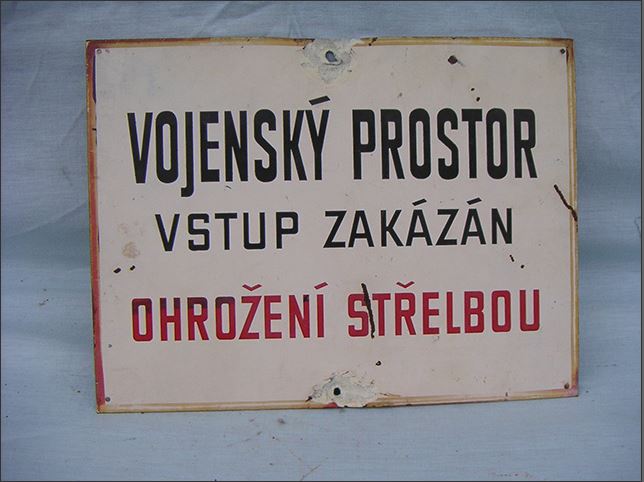 VOJENSKÝ PROSTOR
VSTUP ZAKÁZÁN
OHROŽENÍ STŘELBOU